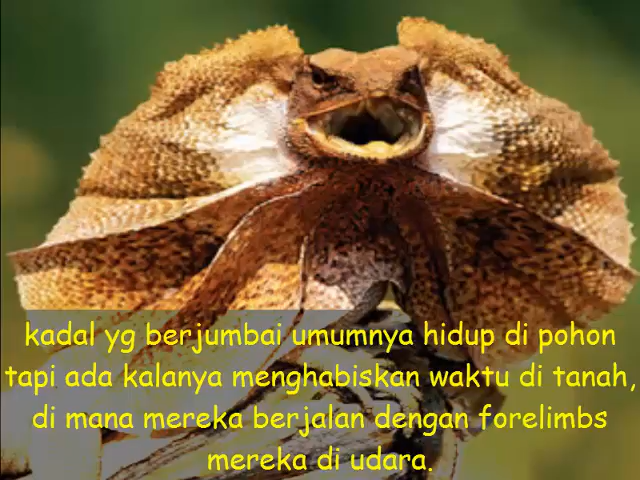 kadal yg berjumbai umumnya hidup di pohon
tapi ada kalanya menghabiskan waktu di tanah,
di mana mereka berjalan dengan forelimbs
mereka di udara.